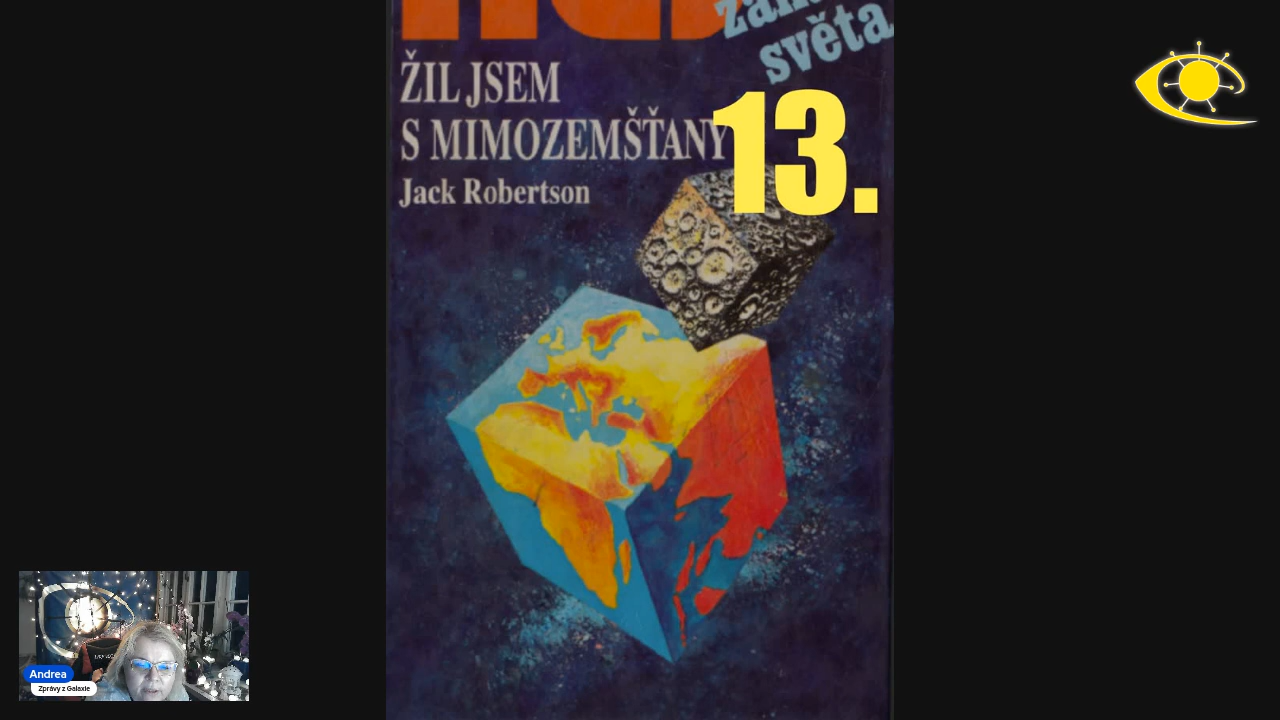 světa
ŽIL JSEM
S MIMOZEMŠŤANY
13.
Jack Robertson
Andrea
Zprávy z Galaxie